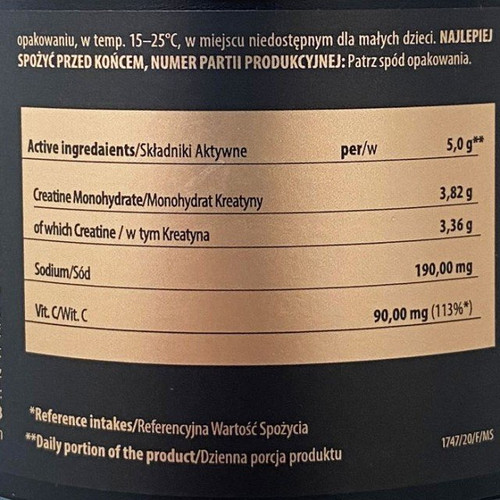 opakowaniu, w temp. 15–25°C, w miejscu niedostępnym dla małych dzieci. NAJLEPIEJ
SPOŻYĆ PRZED KOŃCEM, NUMER PARTII PRODUKCYJNEJ: Patrz spód opakowania.
Active ingredaients/Składniki Aktywne per/w 5,0 g**
Creatine Monohydrate/Monohydrat Kreatyny 3,82 g
of which Creatine / w tym Kreatyna 3,36 g
Sodium/Sód 190,00 mg
Vit. C/Wit. C 90,00 mg (113%*)
*Reference intakes/Referencyjna Wartość Spożycia
**Daily portion of the product/Dzienna porcja produktu
1747/20/F/MS